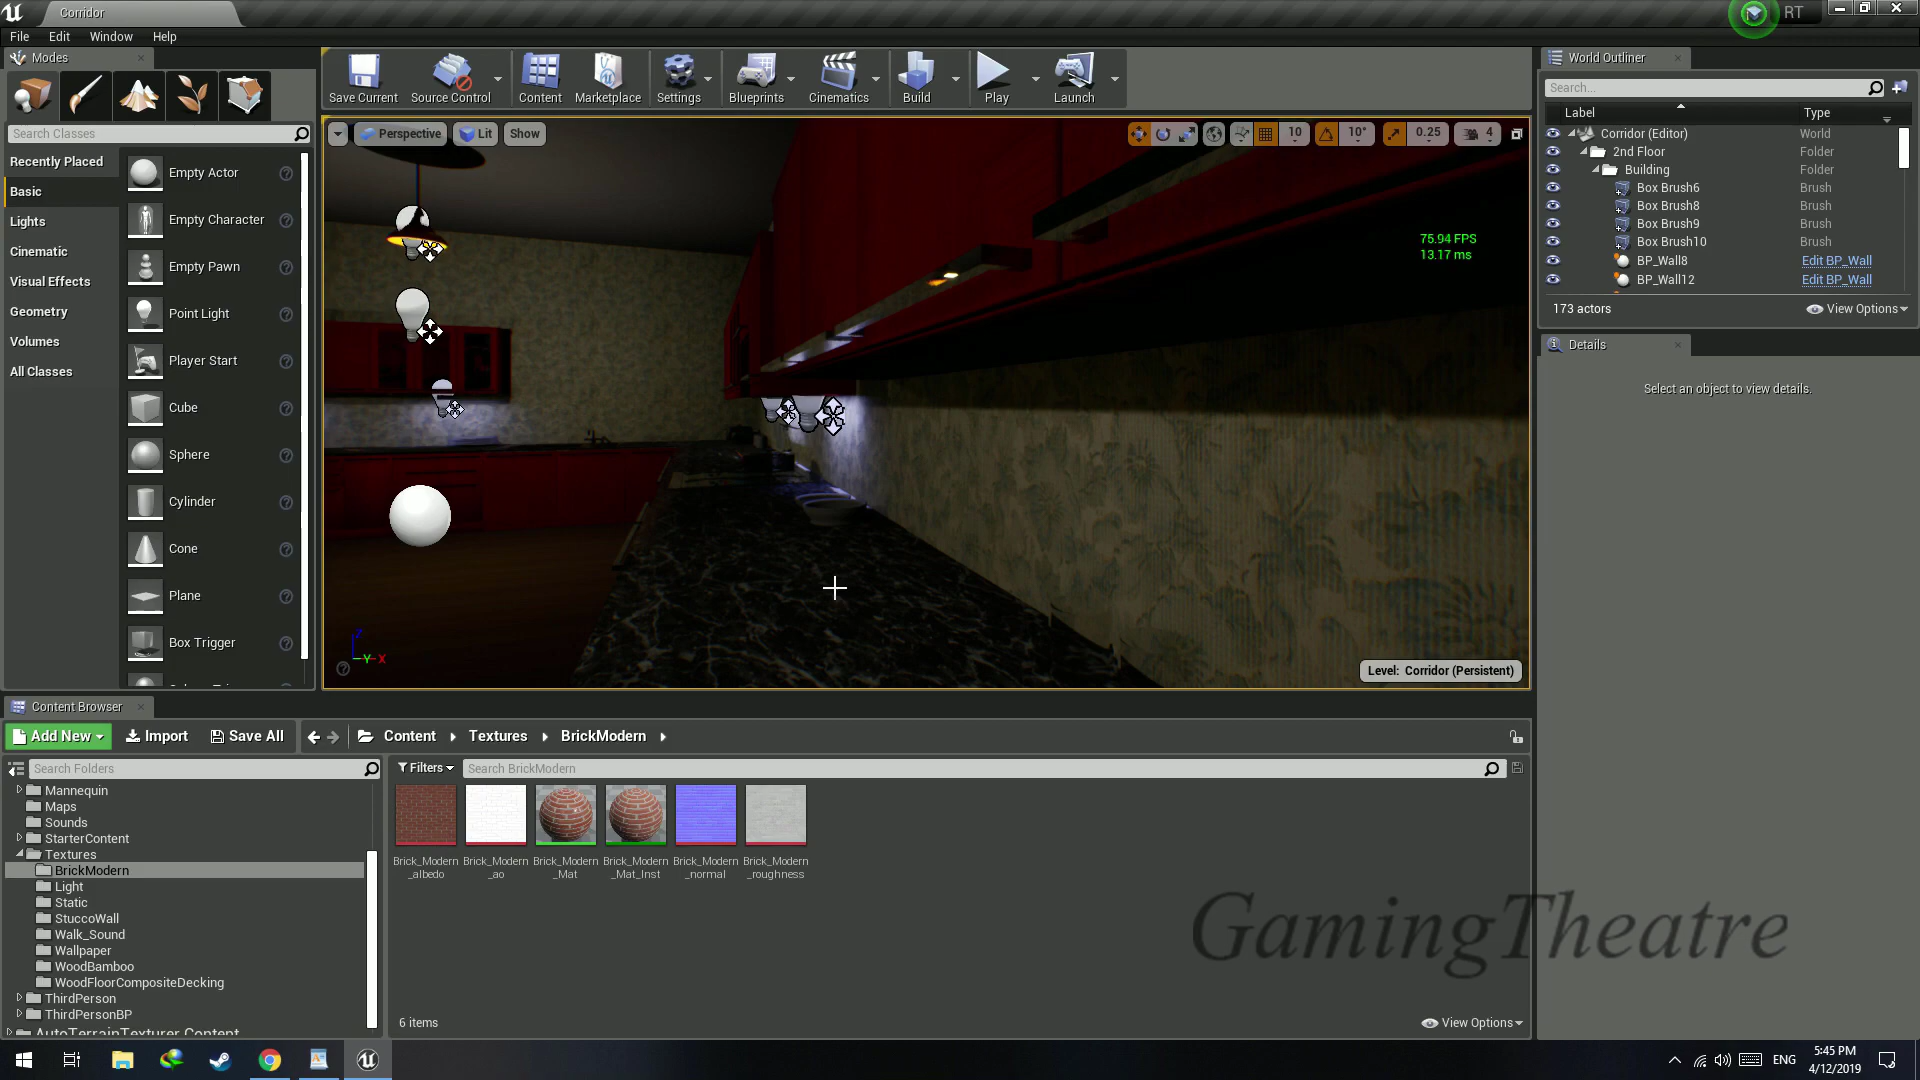 Corridor
RT
File Edit Window Help
Modes
Search Classes
Recently Placed
Basic
Lights
Cinematic
Visual Effects
Geometry
Volumes
All Classes
Empty Actor
Empty Character
Empty Pawn
Point Light
Player Start
Cube
Sphere
Cylinder
Cone
Plane
Box Trigger
Save Current Source Control Content Marketplace Settings Blueprints Cinematics Build Play Launch
Perspective Lit Show
10 10° 0.25 4
75.94 FPS
13.17 ms
Z
Y X
Level: Corridor (Persistent)
World Outliner
Search...
Label Type
Corridor (Editor) World
2nd Floor Folder
Building Folder
Box Brush6 Brush
Box Brush8 Brush
Box Brush9 Brush
Box Brush10 Brush
BP_Wall8 Edit BP_Wall
BP_Wall12 Edit BP_Wall
173 actors View Options
Details
Select an object to view details.
Content Browser
Add New Import Save All Content Textures BrickModern
Search Folders
Filters Search BrickModern
Mannequin
Maps
Sounds
StarterContent
Textures
BrickModern
Light
Static
StuccoWall
Walk_Sound
Wallpaper
WoodBamboo
WoodFloorCompositeDecking
ThirdPerson
ThirdPersonBP
AutoTerrainTexturer Content
Brick_Modern Brick_Modern Brick_Modern Brick_Modern Brick_Modern Brick_Modern
_albedo _ao _Mat _Mat_Inst _normal _roughness
6 items View Options
GamingTheatre
ENG
5:45 PM
4/12/2019